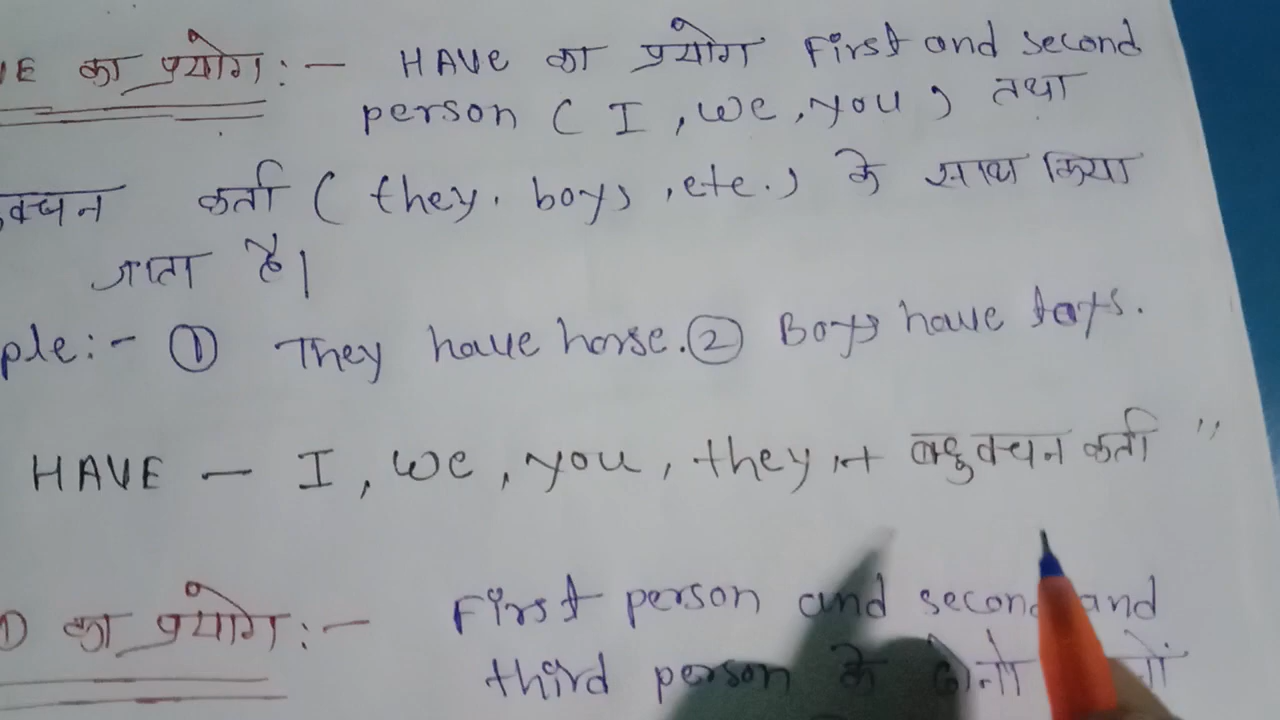 का प्रयोग :- HAVE का प्रयोग First and second
person ( I, we, you ) तथा
कर्ता ( they, boys, etc. ) के साथ किया
जाता है।
ple :- ① They have horse. ② Boys have toys.
HAVE - I, we, you, they, + बहुवचन कर्ता "
का प्रयोग :- First person and second and
third person के दोनो